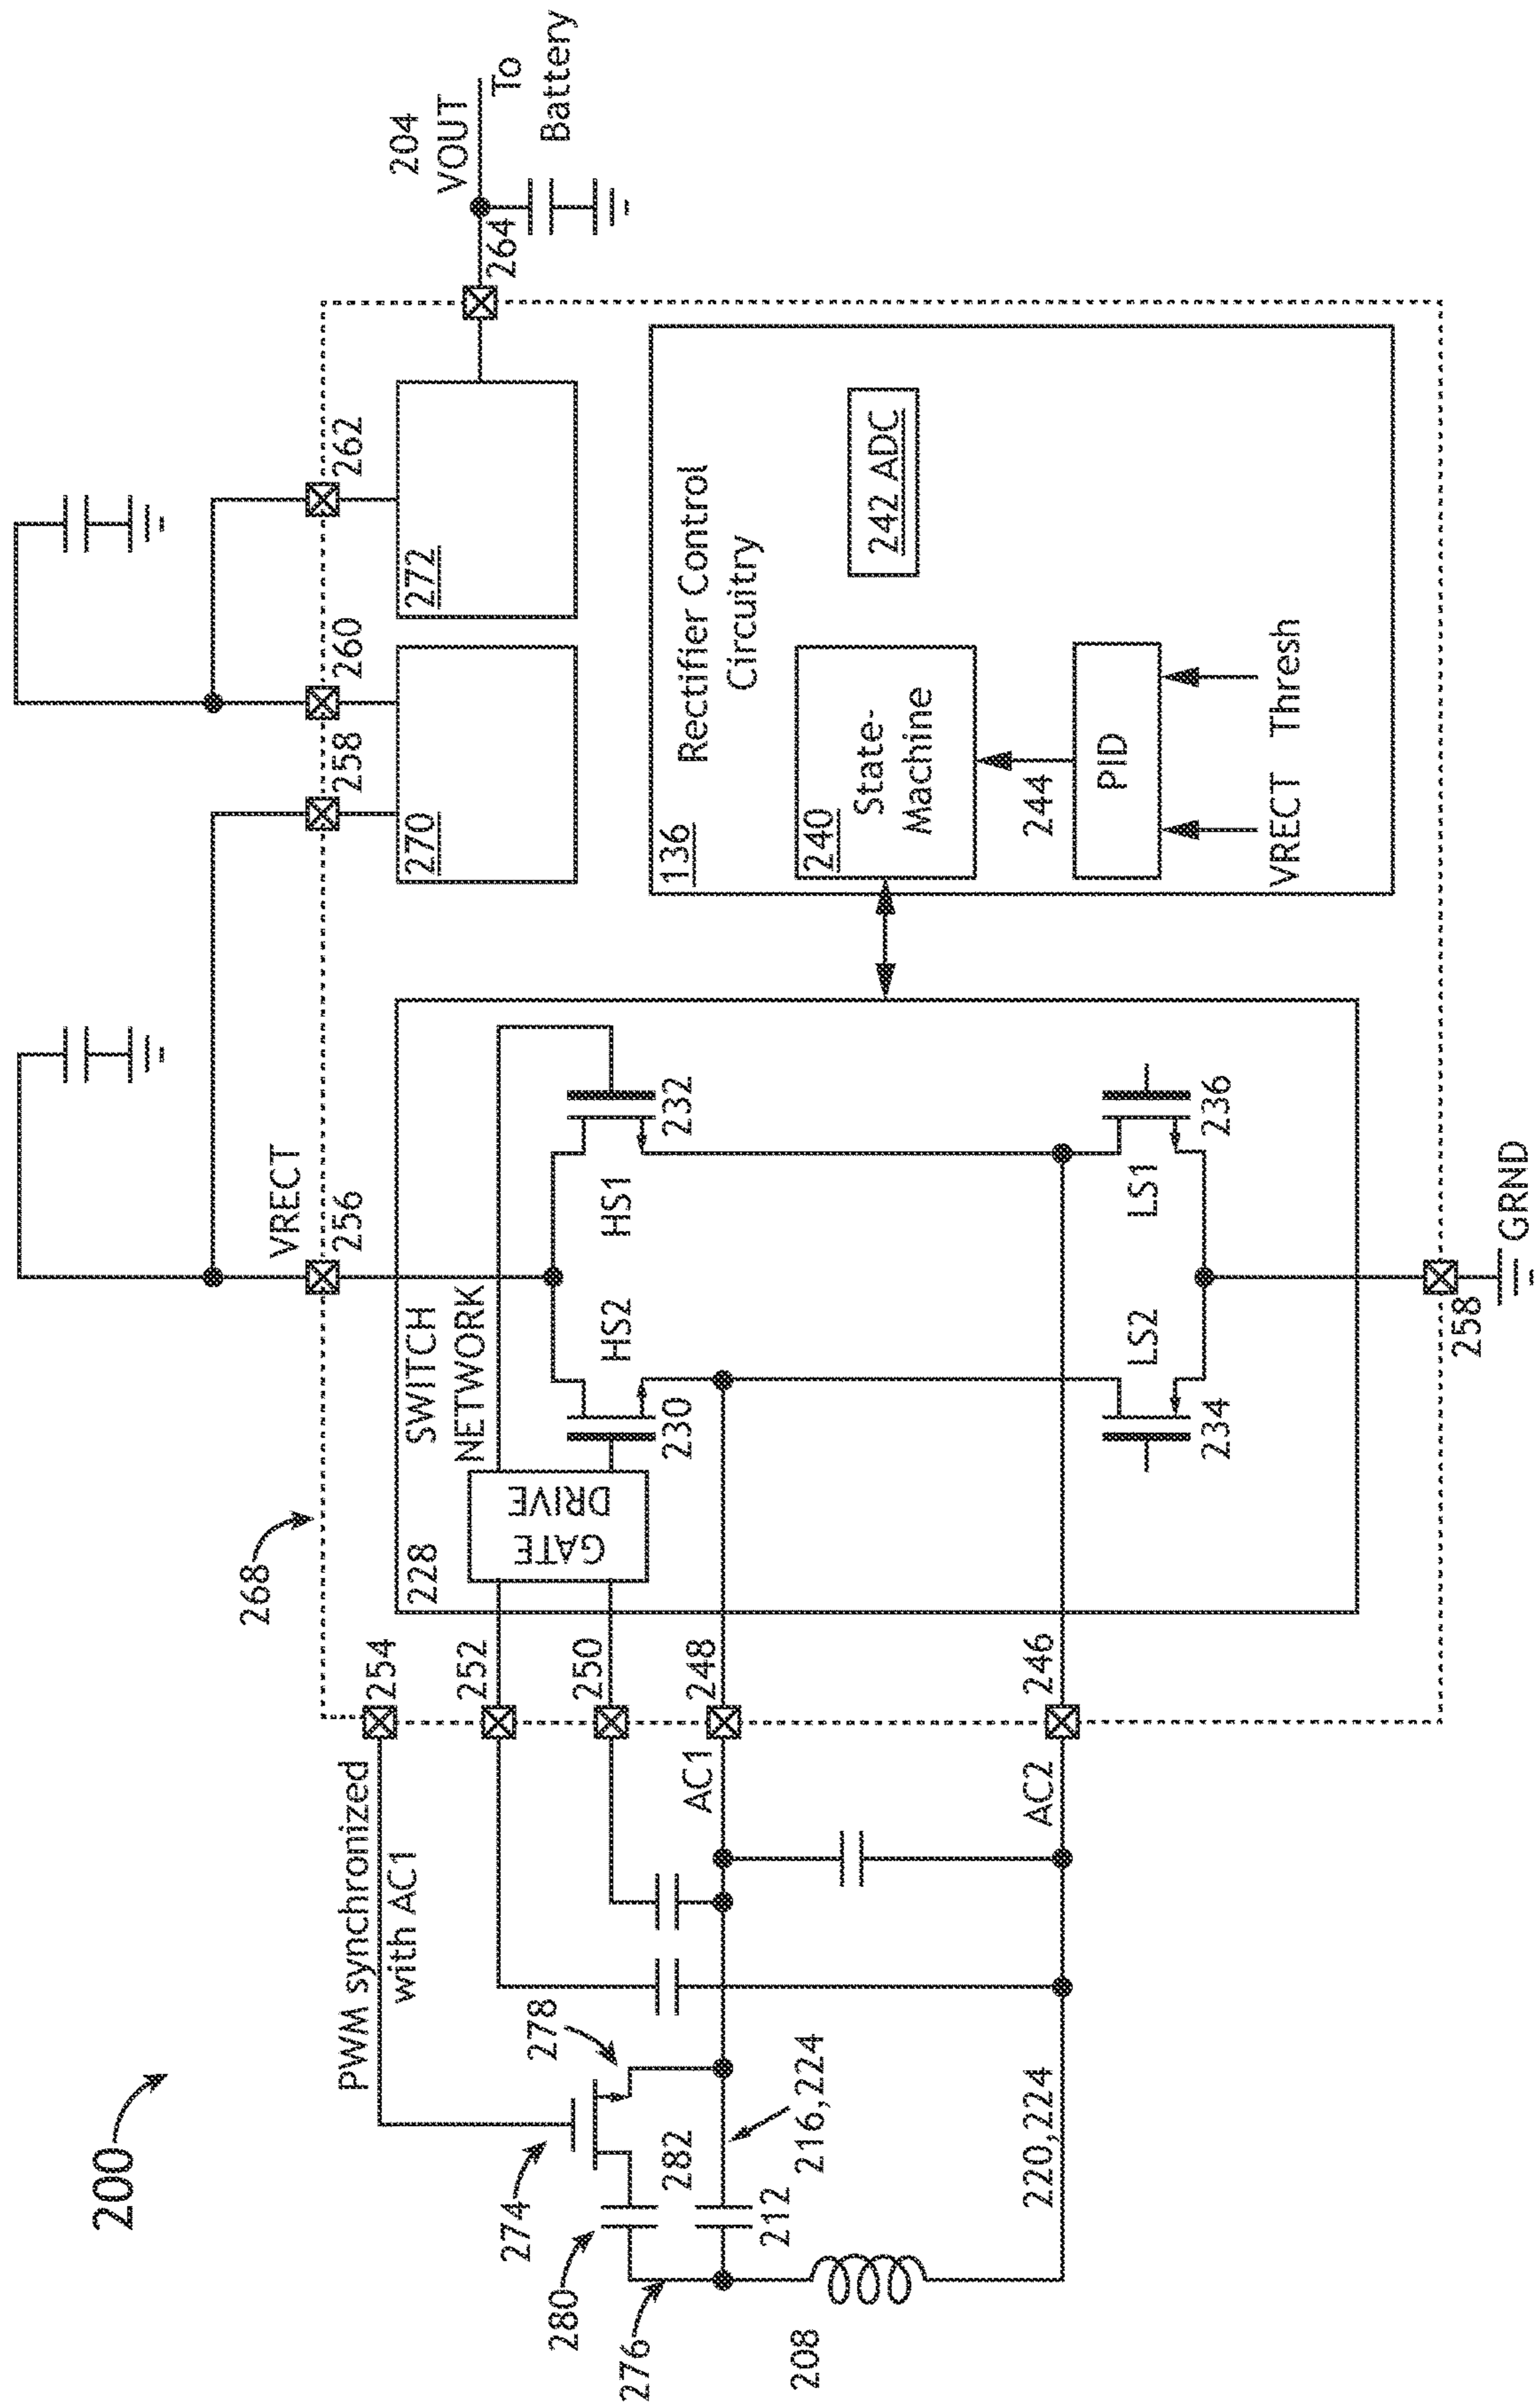 200
268
PWM synchronized
with AC1
254
252
250
248
246
AC1
AC2
274
278
280
282
276
212
216,224
208
220,224
228
SWITCH
NETWORK
GATE
DRIVE
230
HS2
HS1
232
234
LS2
LS1
236
VRECT
256
258
GRND
258
260
262
270
272
264
204
VOUT
To
Battery
136
Rectifier Control
Circuitry
240
State-
Machine
242 ADC
244
PID
VRECT Thresh